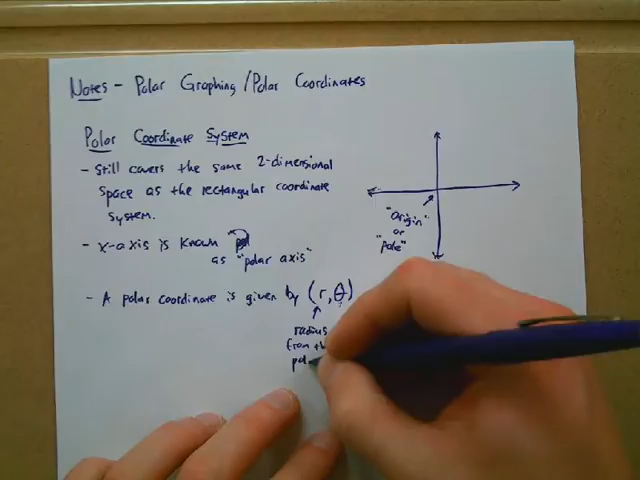 Notes - Polar Graphing/Polar Coordinates
Polar Coordinate System
- Still covers the same 2-dimensional
space as the rectangular coordinate
system.
- x-axis is known
as "polar axis"
- A polar coordinate is given by (r,θ)
radius
from
"Origin"
or
"pole"